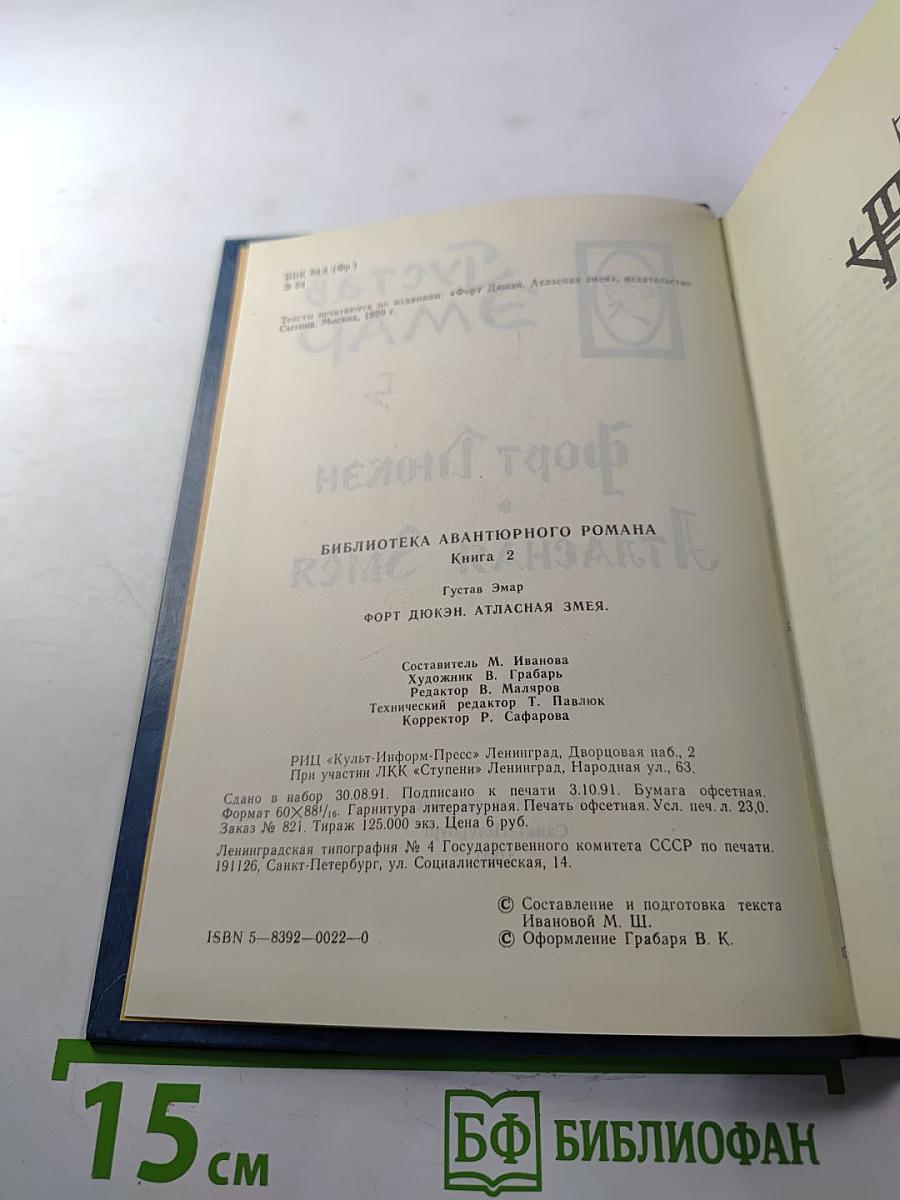 ББК 84.4 (Фр.)
В 84
Тексты печатаются по изданиям: «Форт Дюкэн. Атласная змея», издательство
Сытина, Москва, 1899 г.
БИБЛИОТЕКА АВАНТЮРНОГО РОМАНА
Книга 2
Густав Эмар
ФОРТ ДЮКЭН. АТЛАСНАЯ ЗМЕЯ.
Составитель М. Иванова
Художник В. Грабарь
Редактор В. Маляров
Технический редактор Т. Павлюк
Корректор Р. Сафарова
РИЦ «Культ-Информ-Пресс» Ленинград, Дворцовая наб., 2
При участии ЛКК «Ступени» Ленинград, Народная ул., 63.
Сдано в набор 30.08.91. Подписано к печати 3.10.91. Бумага офсетная.
Формат 60×88 1/16. Гарнитура литературная. Печать офсетная. Усл. печ. л. 23,0.
Заказ № 821. Тираж 125.000 экз. Цена 6 руб.
Ленинградская типография № 4 Государственного комитета СССР по печати.
191126, Санкт-Петербург, ул. Социалистическая, 14.
© Составление и подготовка текста
Ивановой М. Ш.
ISBN 5—8392—0022—0
© Оформление Грабаря В. К.
15 см
БФ БИБЛИОФАН